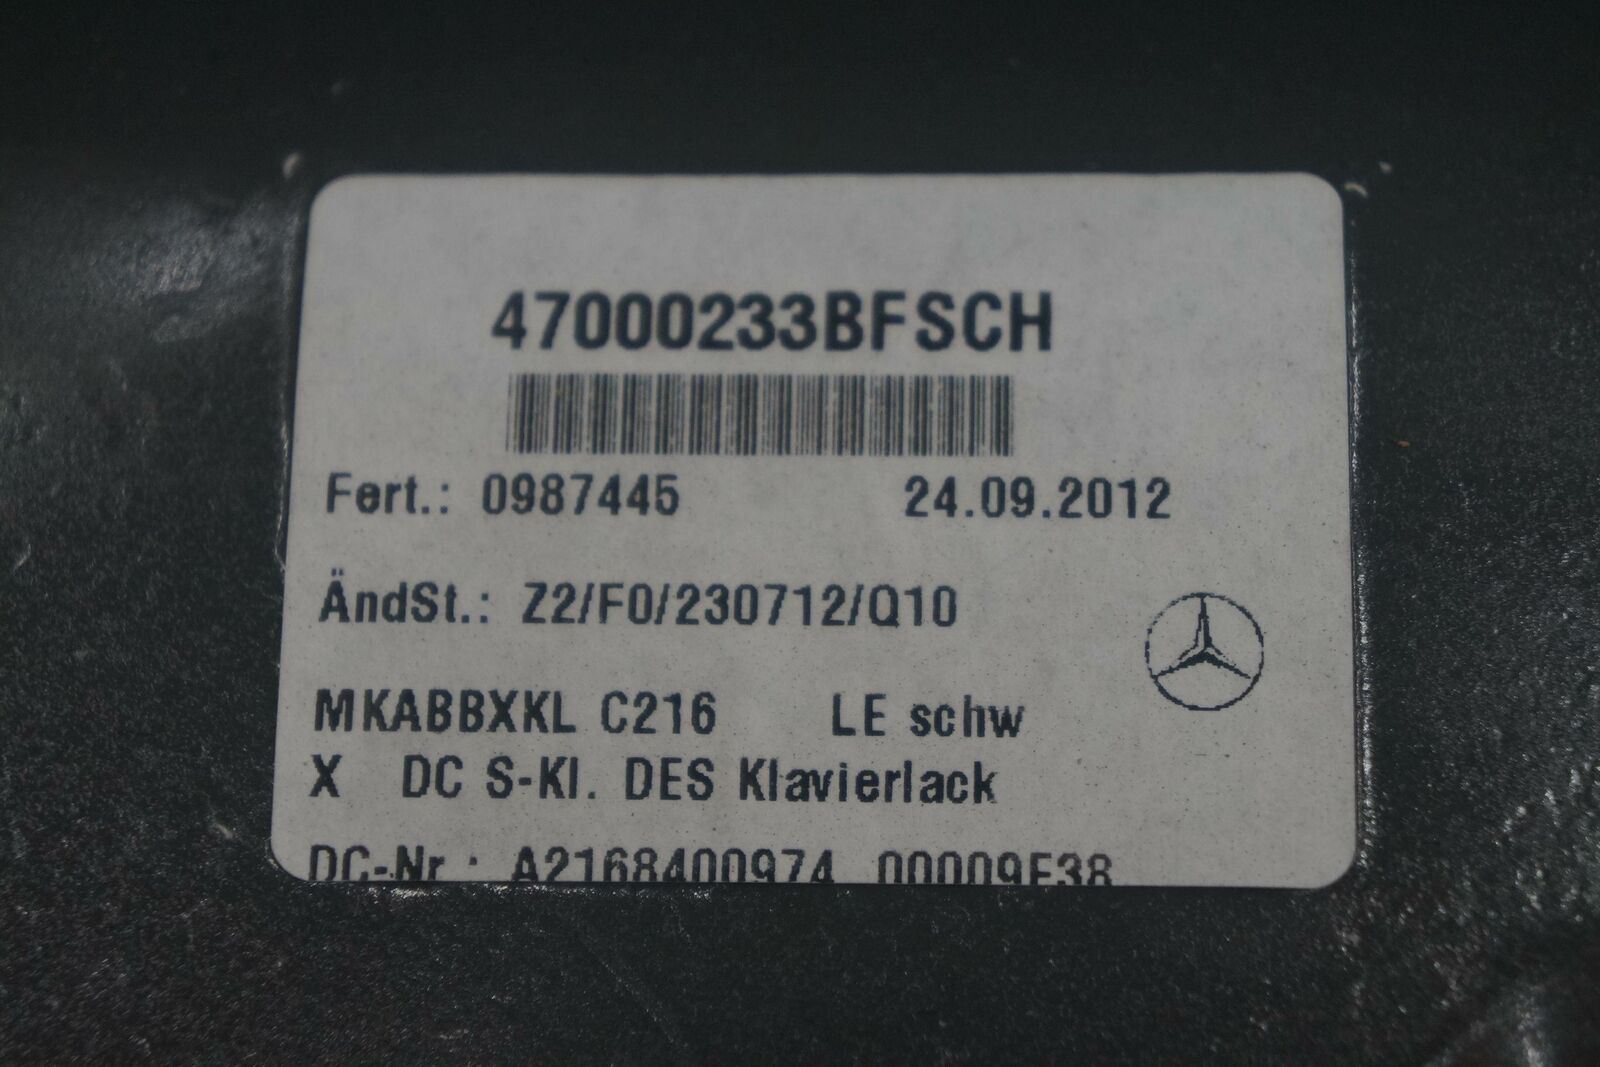 47000233BFSCH
Fert.: 0987445 24.09.2012
ÄndSt.: Z2/F0/230712/Q10
MKABBXKL C216 LE schw
X DC S-Kl. DES Klavierlack
DC-Nr.: A2168400974 00009F38